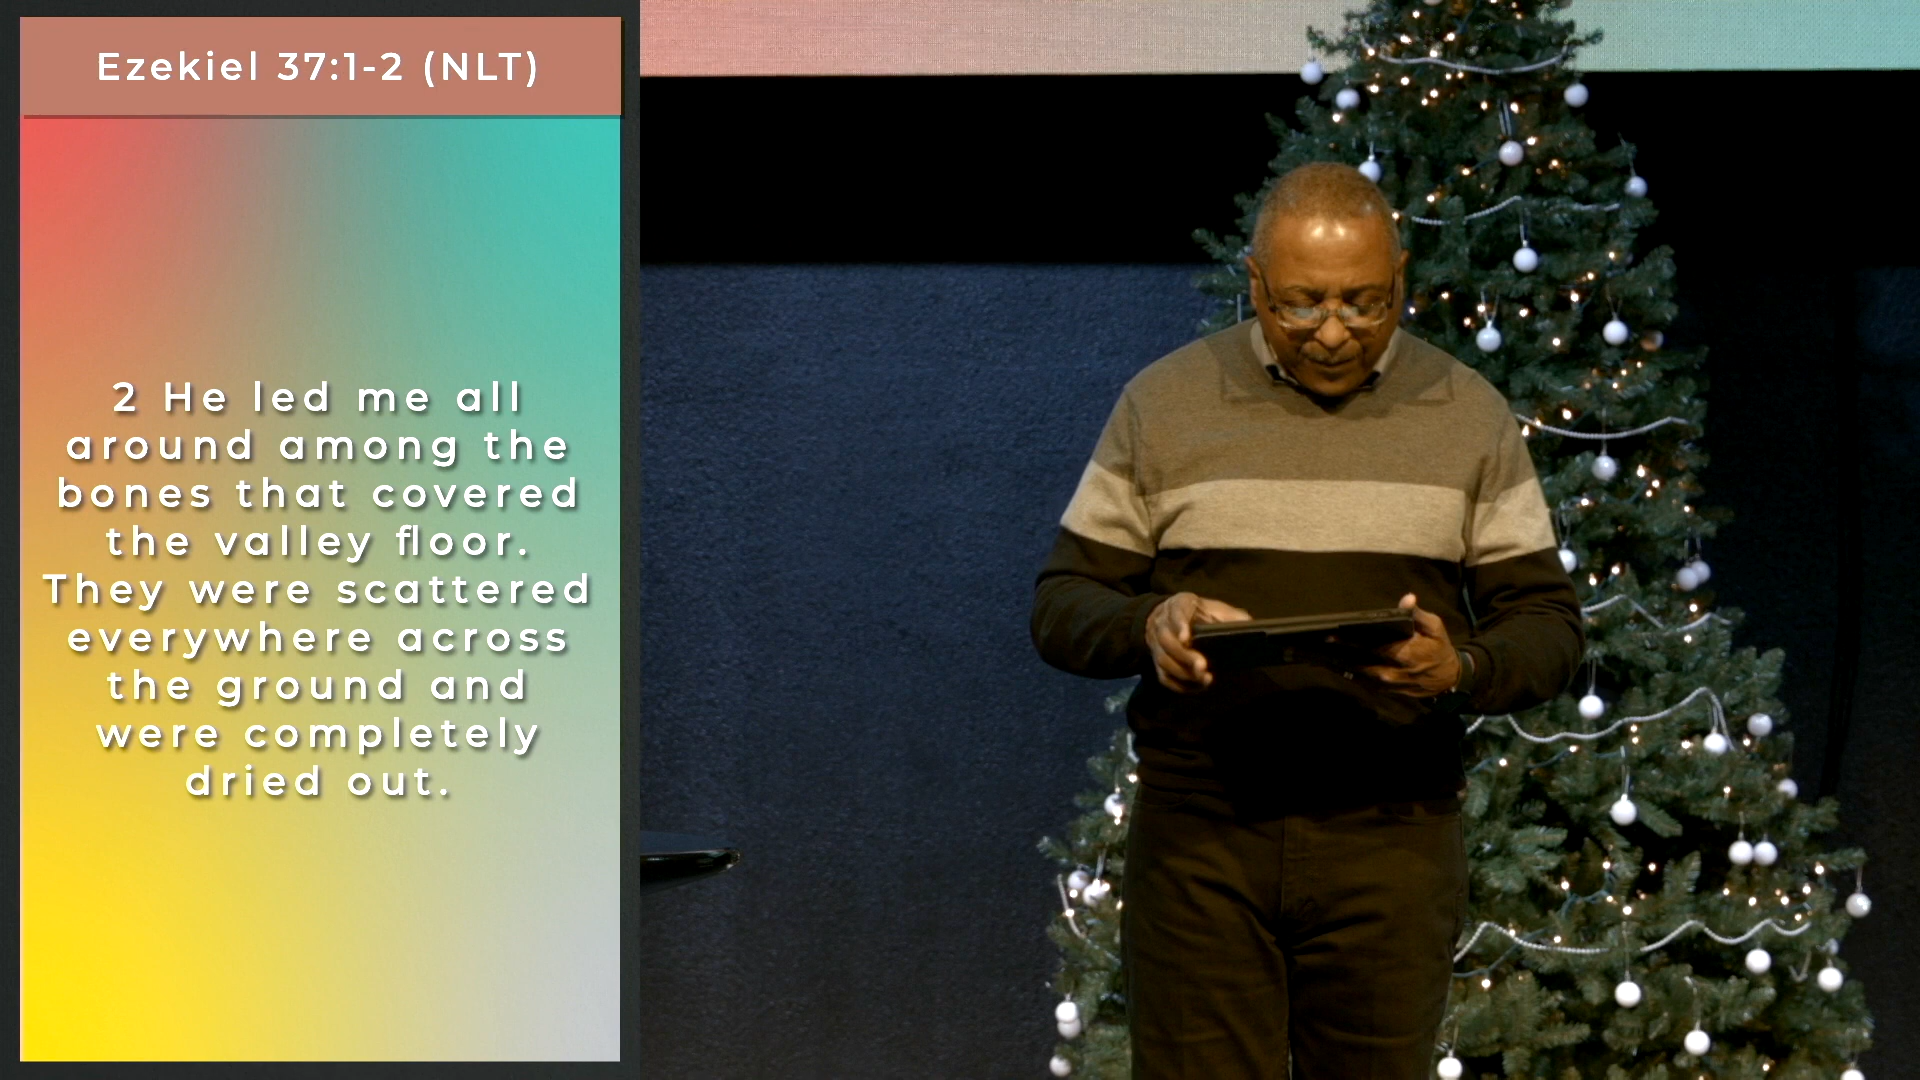 Ezekiel 37:1-2 (NLT)
2 He led me all
around among the
bones that covered
the valley floor.
They were scattered
everywhere across
the ground and
were completely
dried out.